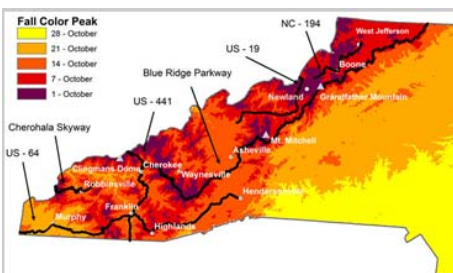 Fall Color Peak
28 - October
21 - October
14 - October
7 - October
1 - October
NC - 194
US - 19
West Jefferson
Boone
Blue Ridge Parkway
Newland
Grandfather Mountain
US - 441
Mt. Mitchell
Cherohala Skyway
Asheville
US - 64
Clingmans Dome
Cherokee
Waynesville
Robbinsville
Hendersonville
Murphy
Franklin
Highlands